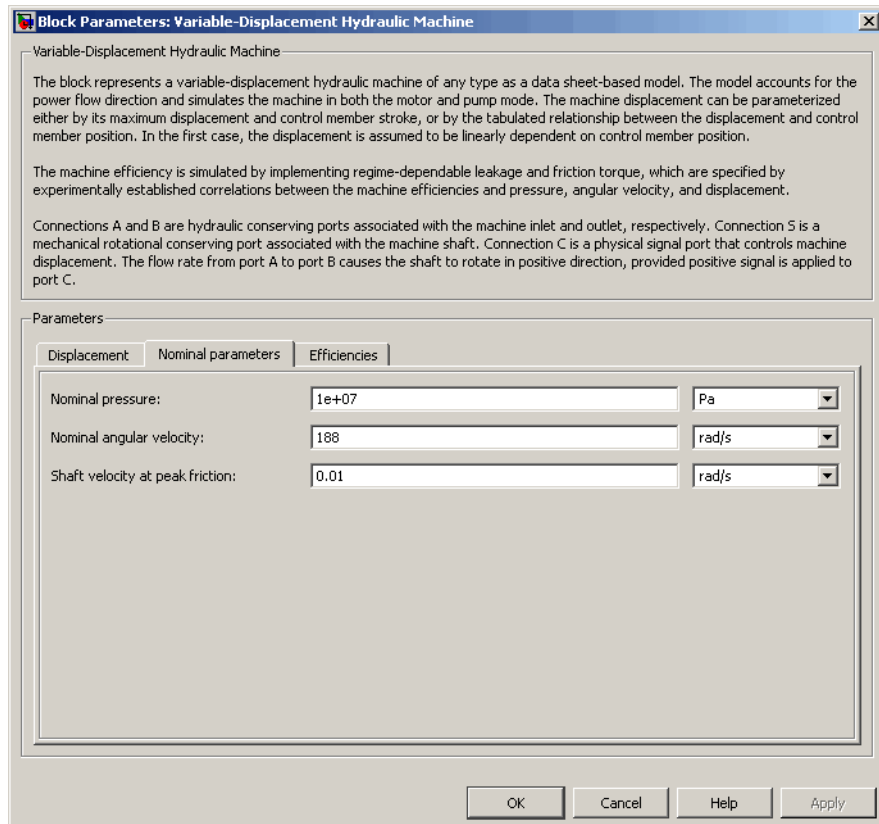 Block Parameters: Variable-Displacement Hydraulic Machine
Variable-Displacement Hydraulic Machine
The block represents a variable-displacement hydraulic machine of any type as a data sheet-based model. The model accounts for the
power flow direction and simulates the machine in both the motor and pump mode. The machine displacement can be parameterized
either by its maximum displacement and control member stroke, or by the tabulated relationship between the displacement and control
member position. In the first case, the displacement is assumed to be linearly dependent on control member position.
The machine efficiency is simulated by implementing regime-dependable leakage and friction torque, which are specified by
experimentally established correlations between the machine efficiencies and pressure, angular velocity, and displacement.
Connections A and B are hydraulic conserving ports associated with the machine inlet and outlet, respectively. Connection S is a
mechanical rotational conserving port associated with the machine shaft. Connection C is a physical signal port that controls machine
displacement. The flow rate from port A to port B causes the shaft to rotate in positive direction, provided positive signal is applied to
port C.
Parameters
Displacement Nominal parameters Efficiencies
Nominal pressure: 1e+07 Pa
Nominal angular velocity: 188 rad/s
Shaft velocity at peak friction: 0.01 rad/s
OK Cancel Help Apply